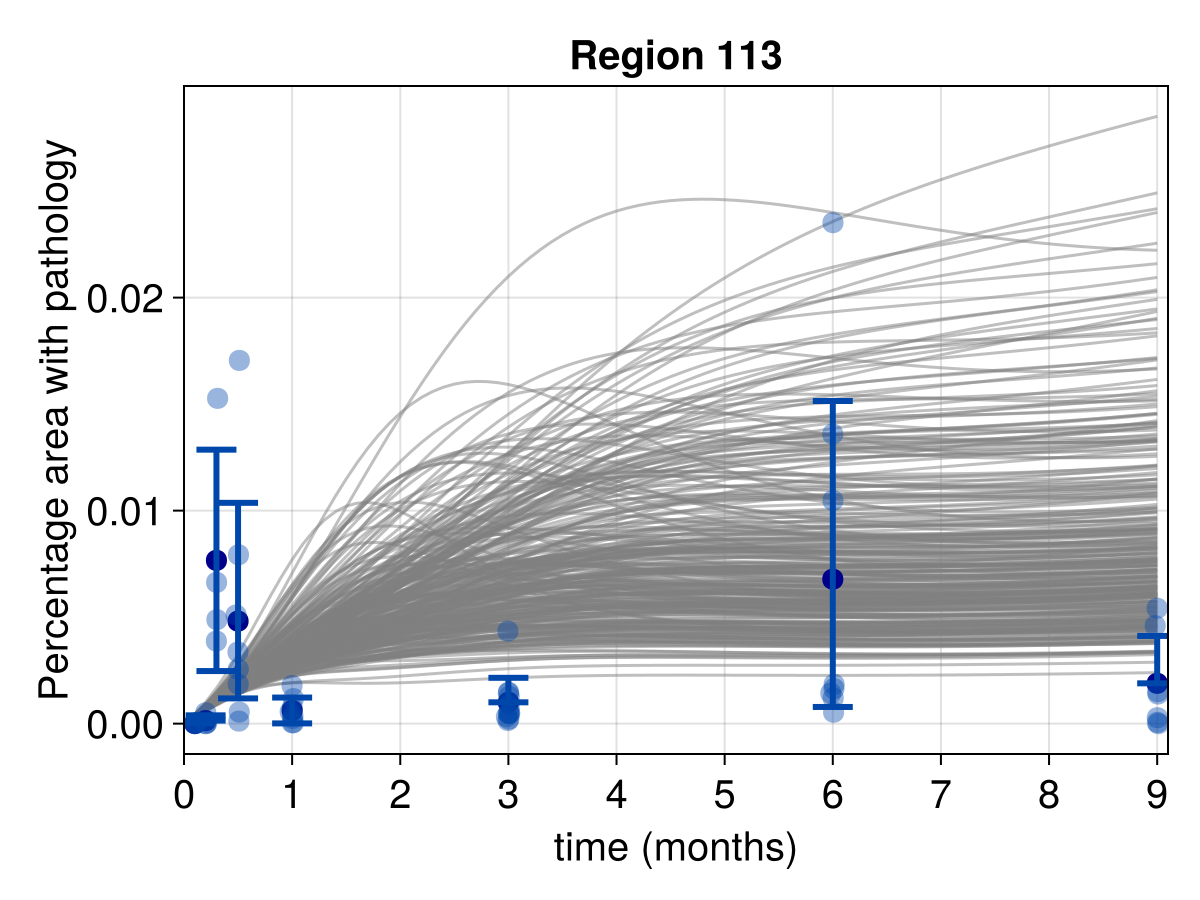 Region 113
Percentage area with pathology
0.02
0.01
0.00
0 1 2 3 4 5 6 7 8 9
time (months)